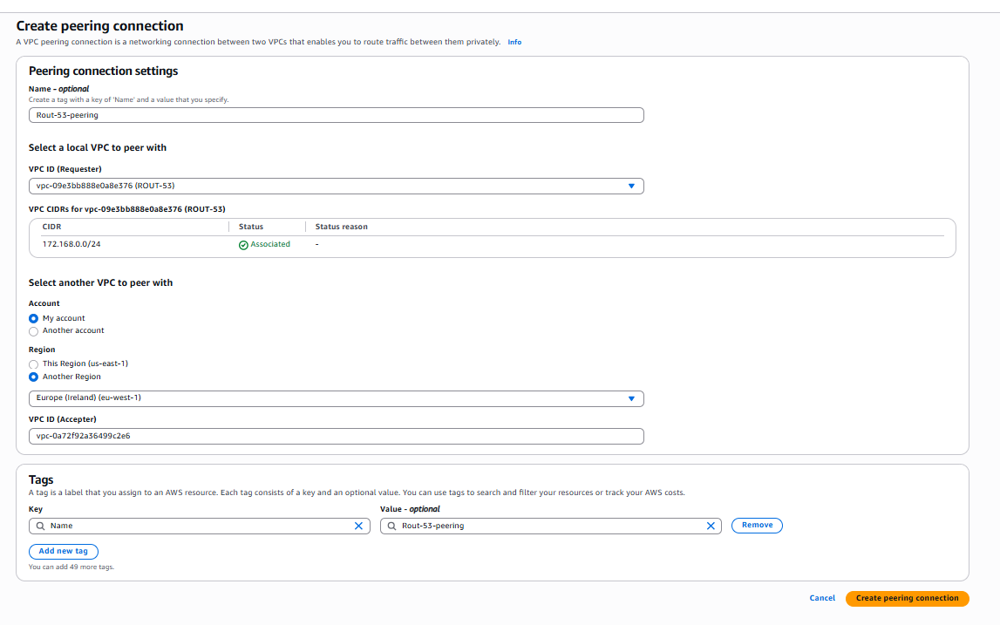 Create peering connection
A VPC peering connection is a networking connection between two VPCs that enables you to route traffic between them privately. Info
Peering connection settings
Name - optional
Create a tag with a key of 'Name' and a value that you specify.
Rout-53-peering
Select a local VPC to peer with
VPC ID (Requester)
vpc-09e3bb888e0a8e376 (ROUT-53)
VPC CIDRs for vpc-09e3bb888e0a8e376 (ROUT-53)
CIDR Status Status reason
172.168.0.0/24 Associated -
Select another VPC to peer with
Account
My account
Another account
Region
This Region (us-east-1)
Another Region
Europe (Ireland) (eu-west-1)
VPC ID (Accepter)
vpc-0a72f92a36499c2e6
Tags
A tag is a label that you assign to an AWS resource. Each tag consists of a key and an optional value. You can use tags to search and filter your resources or track your AWS costs.
Key Value - optional
Name Rout-53-peering Remove
Add new tag
You can add 49 more tags.
Cancel Create peering connection